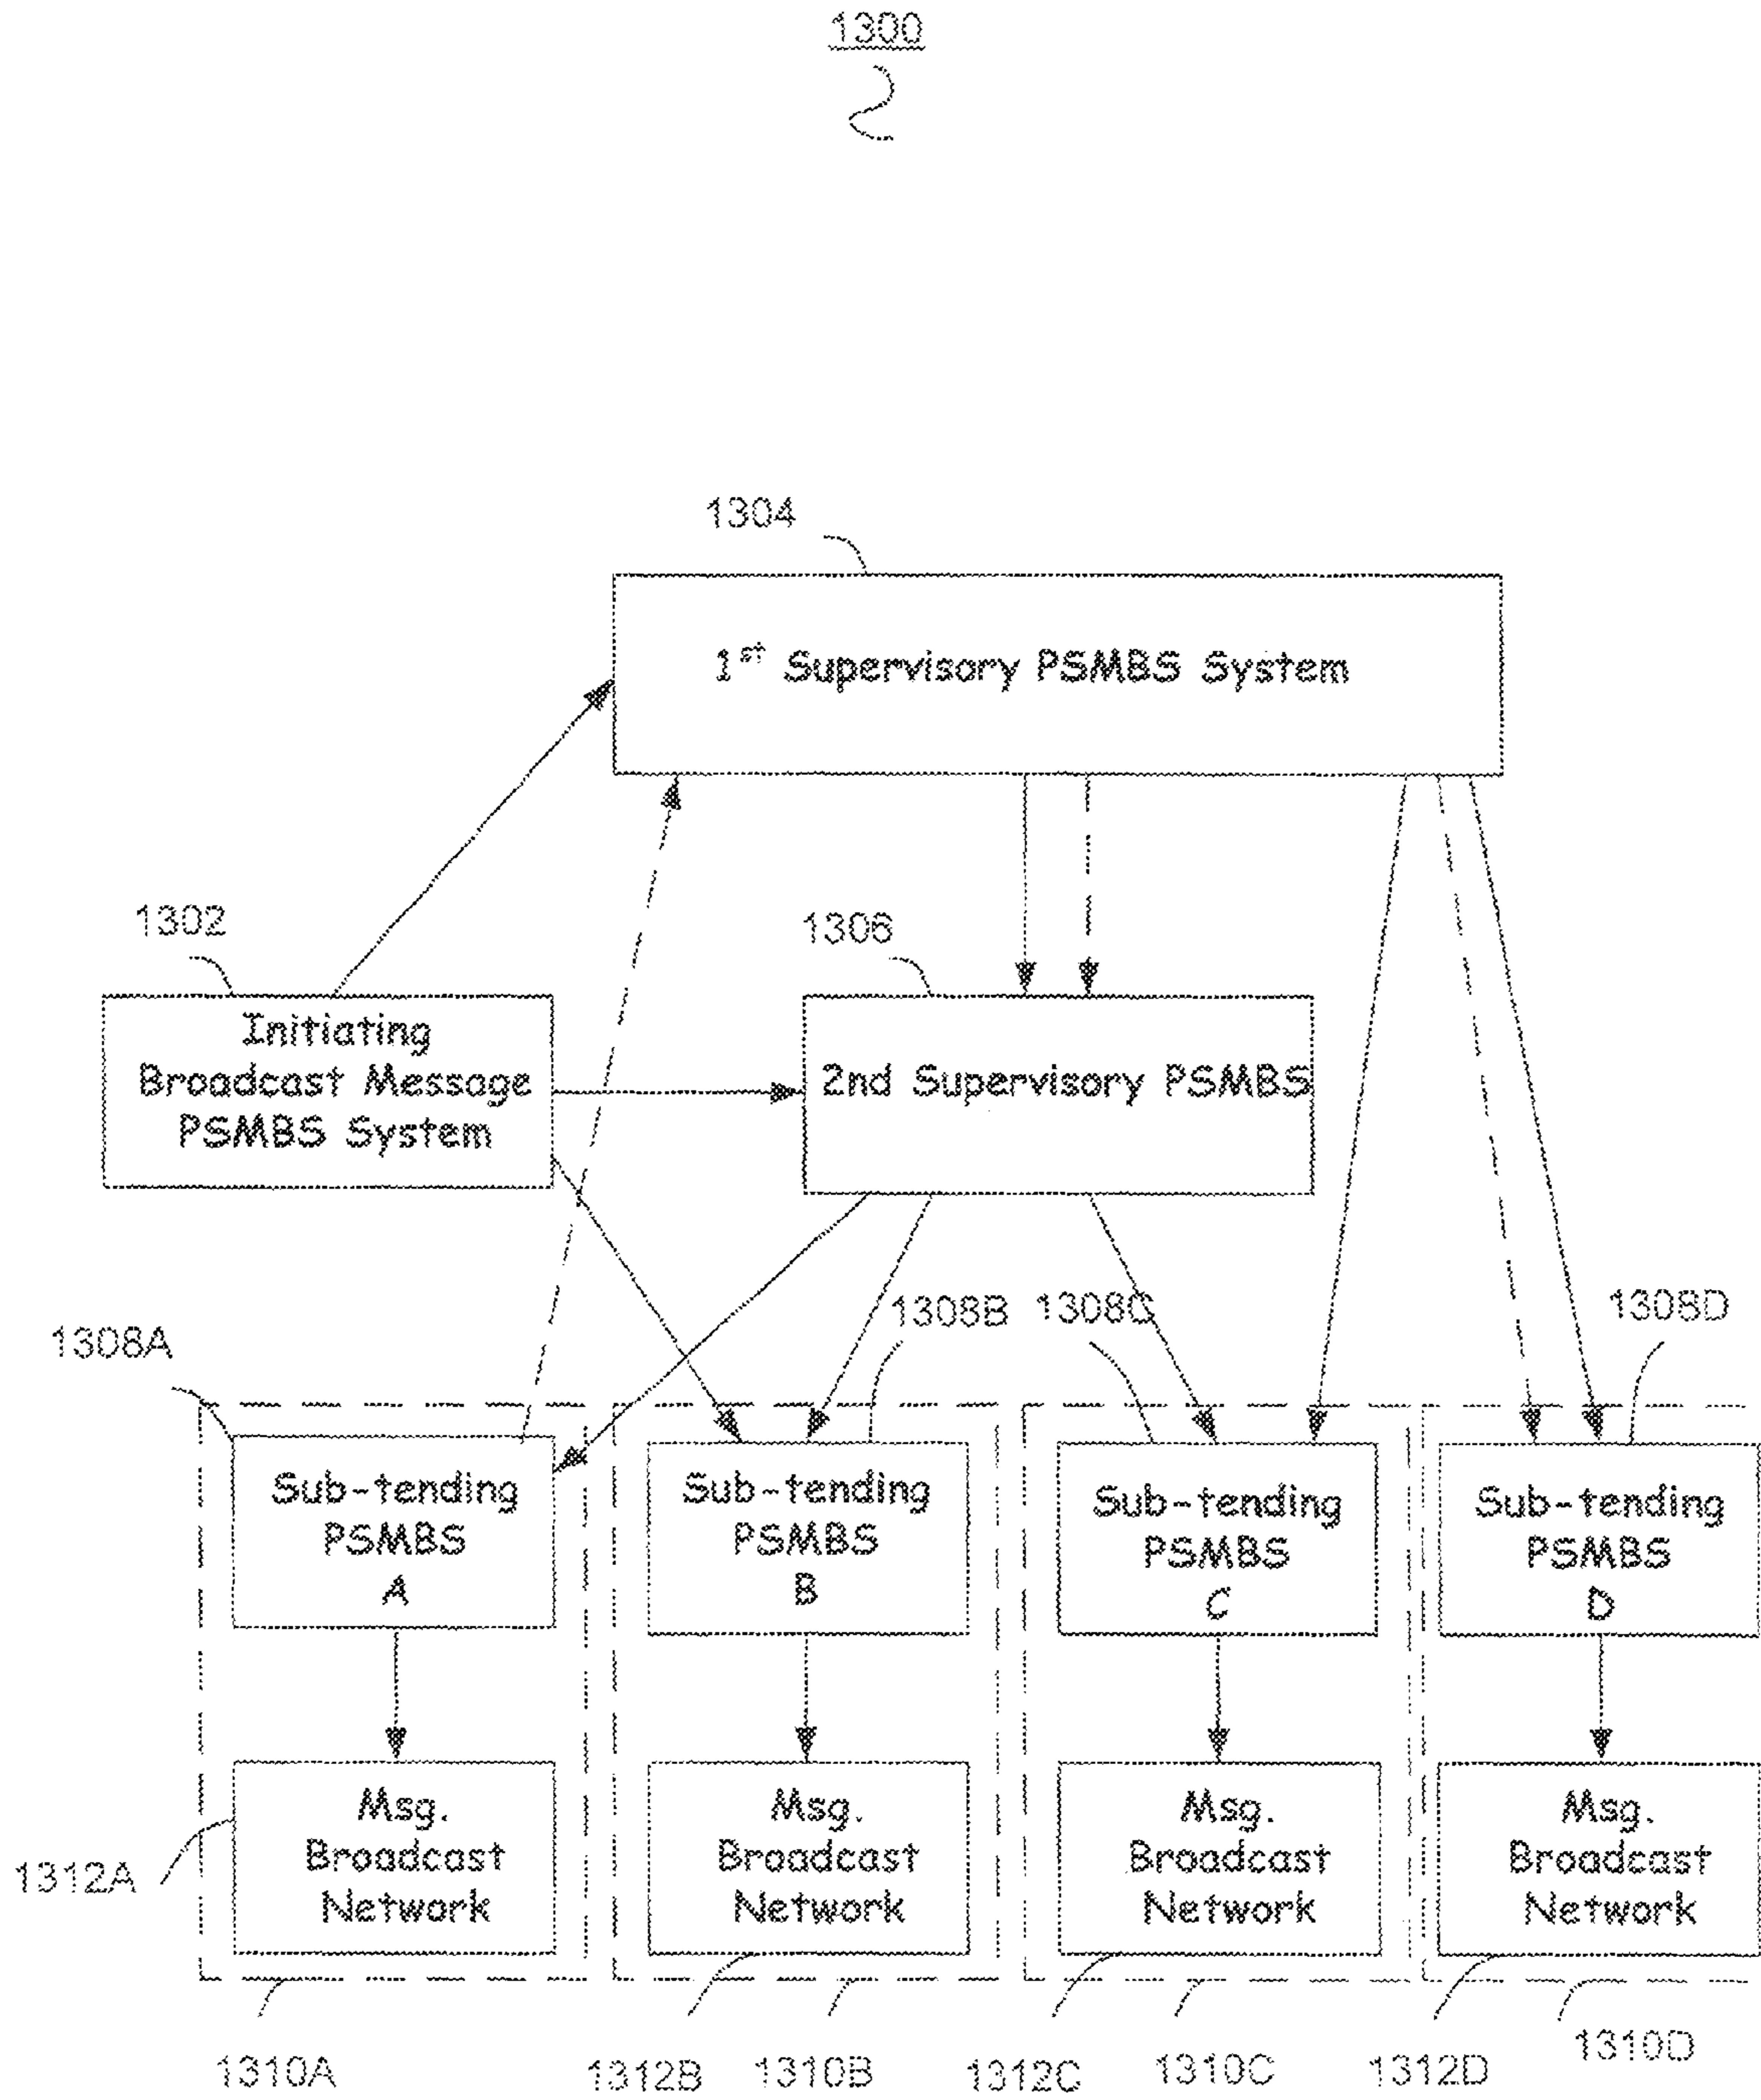 1300
1304
1st Supervisory PSMBS System
1302
1306
Initiating
Broadcast Message
PSMBS System
2nd Supervisory PSMBS
1308A
1308B
1308C
1308D
Sub-tending
PSMBS
A
Sub-tending
PSMBS
B
Sub-tending
PSMBS
C
Sub-tending
PSMBS
D
Msg.
Broadcast
Network
Msg.
Broadcast
Network
Msg.
Broadcast
Network
Msg.
Broadcast
Network
1312A
1310A
1312B
1310B
1312C
1310C
1312D
1310D